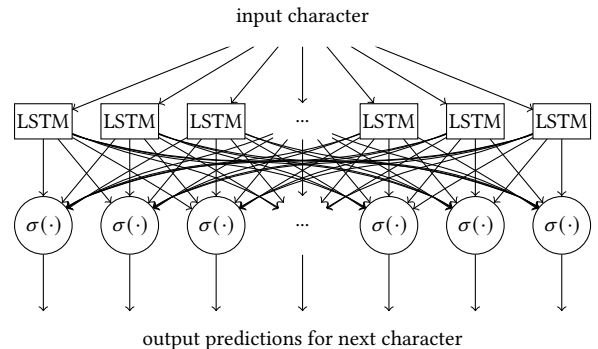 input character
LSTM LSTM LSTM ... LSTM LSTM LSTM
σ(·) σ(·) σ(·) ... σ(·) σ(·) σ(·)
output predictions for next character